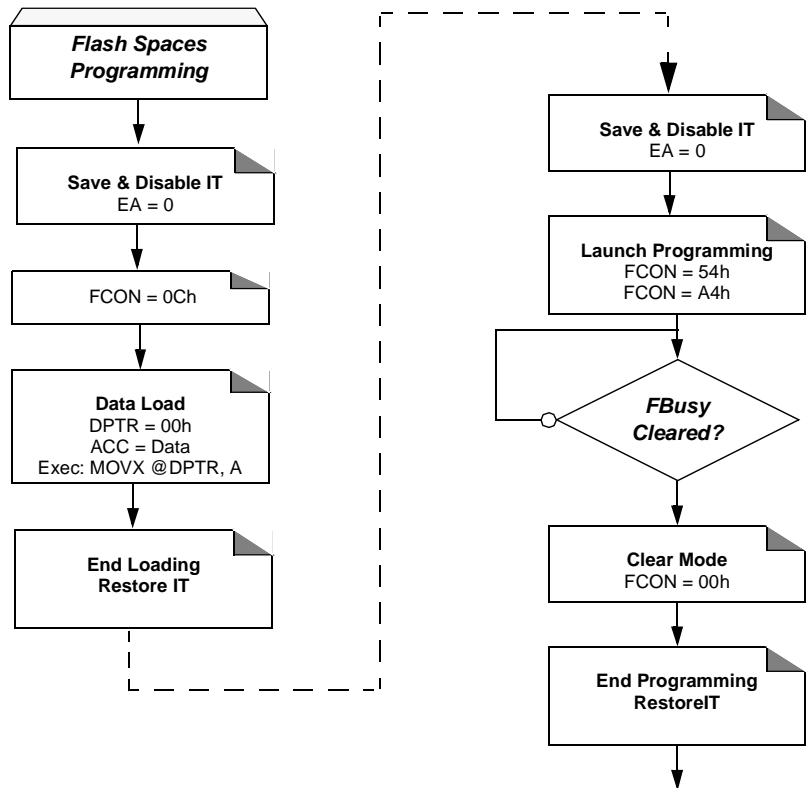 Flash Spaces
Programming
Save & Disable IT
EA = 0
FCON = 0Ch
Data Load
DPTR = 00h
ACC = Data
Exec: MOVX @DPTR, A
End Loading
Restore IT
Save & Disable IT
EA = 0
Launch Programming
FCON = 54h
FCON = A4h
FBusy
Cleared?
Clear Mode
FCON = 00h
End Programming
RestoreIT